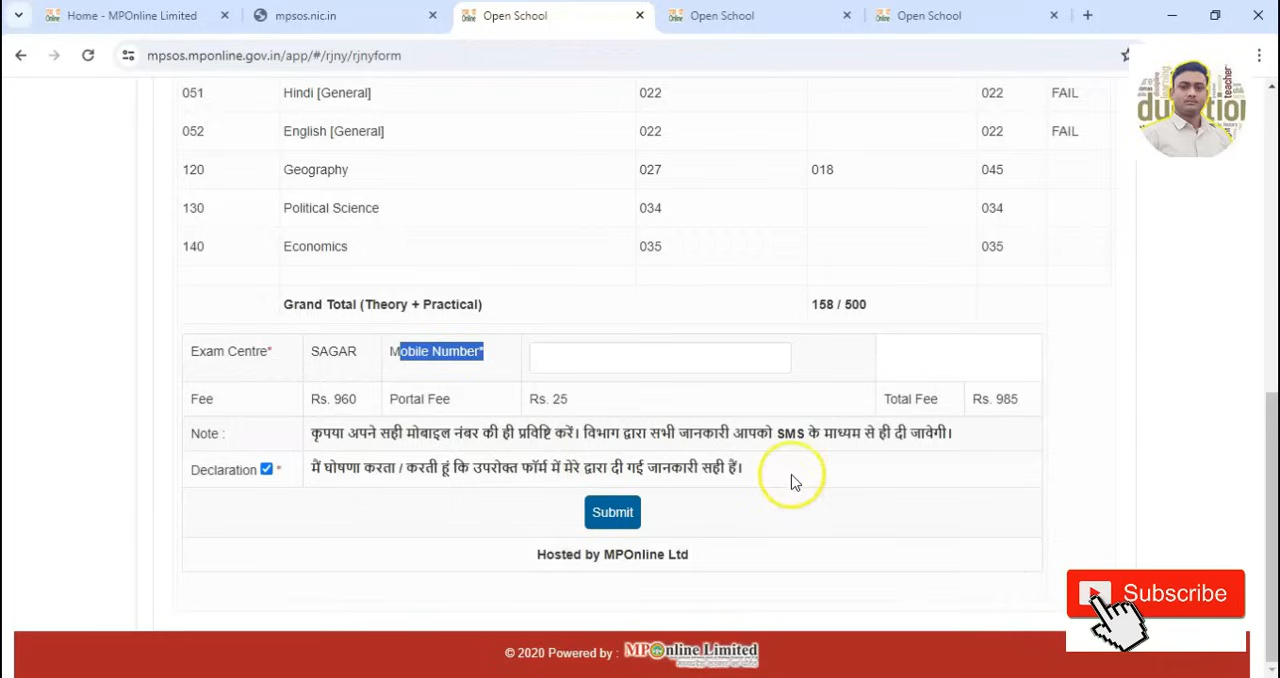 Home - MPOnline Limited
mpsos.nic.in
Open School
Open School
Open School
mpsos.mponline.gov.in/app/#/rjny/rjnyform
051 Hindi [General] 022 022 FAIL
052 English [General] 022 022 FAIL
120 Geography 027 018 045
130 Political Science 034 034
140 Economics 035 035
Grand Total (Theory + Practical) 158 / 500
Exam Centre* SAGAR Mobile Number*
Fee Rs. 960 Portal Fee Rs. 25 Total Fee Rs. 985
Note : कृपया अपने सही मोबाइल नंबर की ही प्रविष्टि करें। विभाग द्वारा सभी जानकारी आपको SMS के माध्यम से ही दी जावेगी।
Declaration * मैं घोषणा करता / करती हूं कि उपरोक्त फॉर्म में मेरे द्वारा दी गई जानकारी सही हैं।
Submit
Hosted by MPOnline Ltd
Subscribe
© 2020 Powered by : MPOnline Limited
teacher